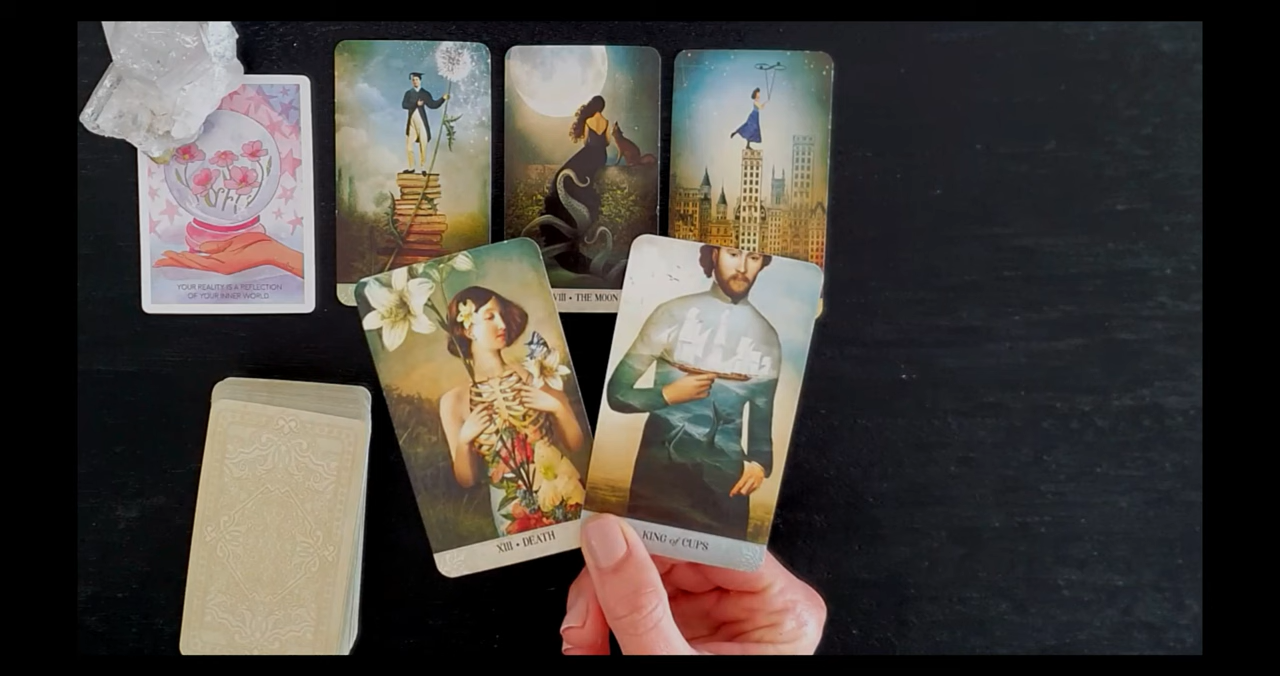 YOUR REALITY IS A REFLECTION
OF YOUR INNER WORLD
VIII • THE MOON
XIII • DEATH
KING of CUPS